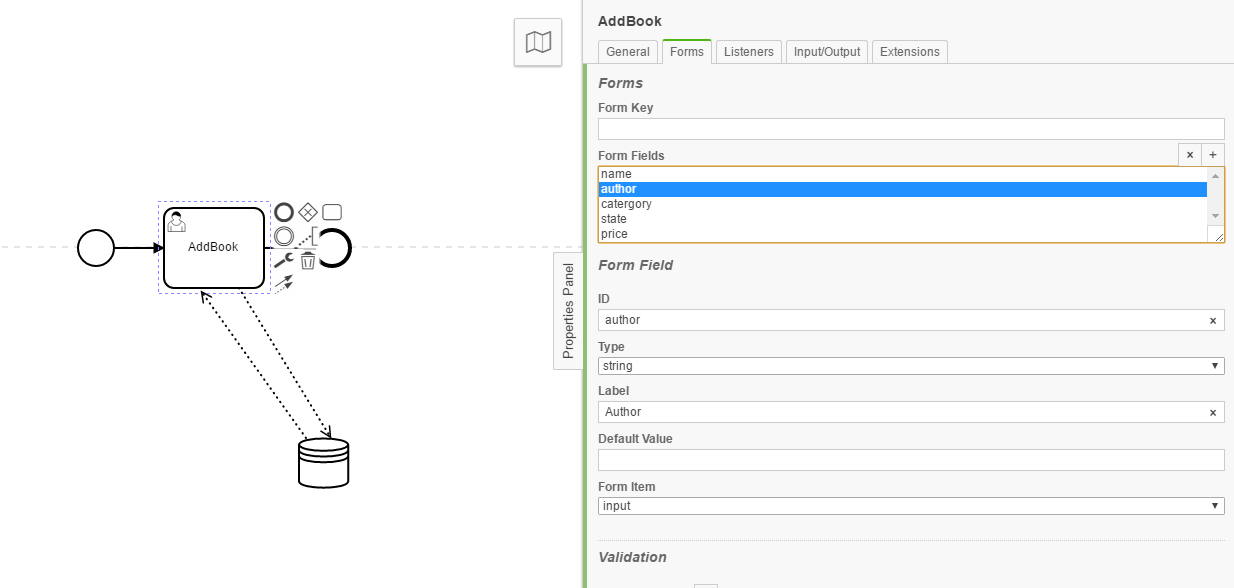 AddBook
General Forms Listeners Input/Output Extensions
Forms
Form Key
Form Fields × +
name
author
catergory
state
price
Form Field
ID
author ×
Type
string
Label
Author ×
Default Value
Form Item
input
Validation
AddBook
Properties Panel